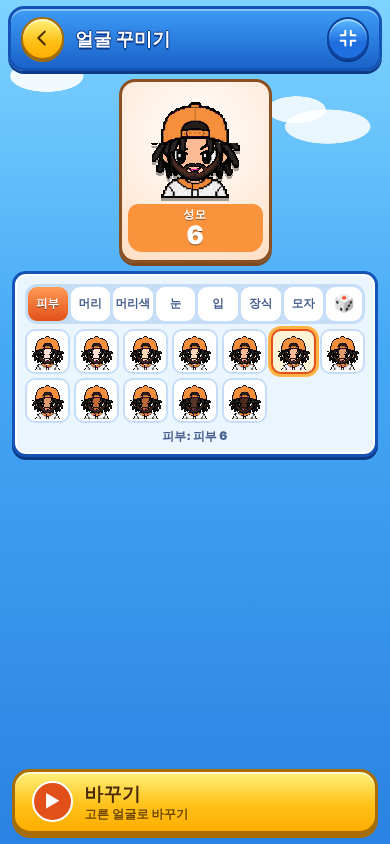 얼굴 꾸미기
성모
6
피부 머리 머리색 눈 입 장식 모자
피부: 피부 6
바꾸기
고른 얼굴로 바꾸기